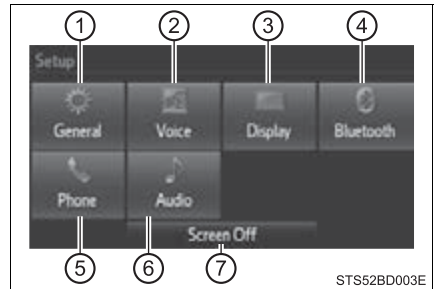 1 2 3 4
Setup
General Voice Display Bluetooth
Phone Audio
Screen Off
5 6 7
STS52BD003E